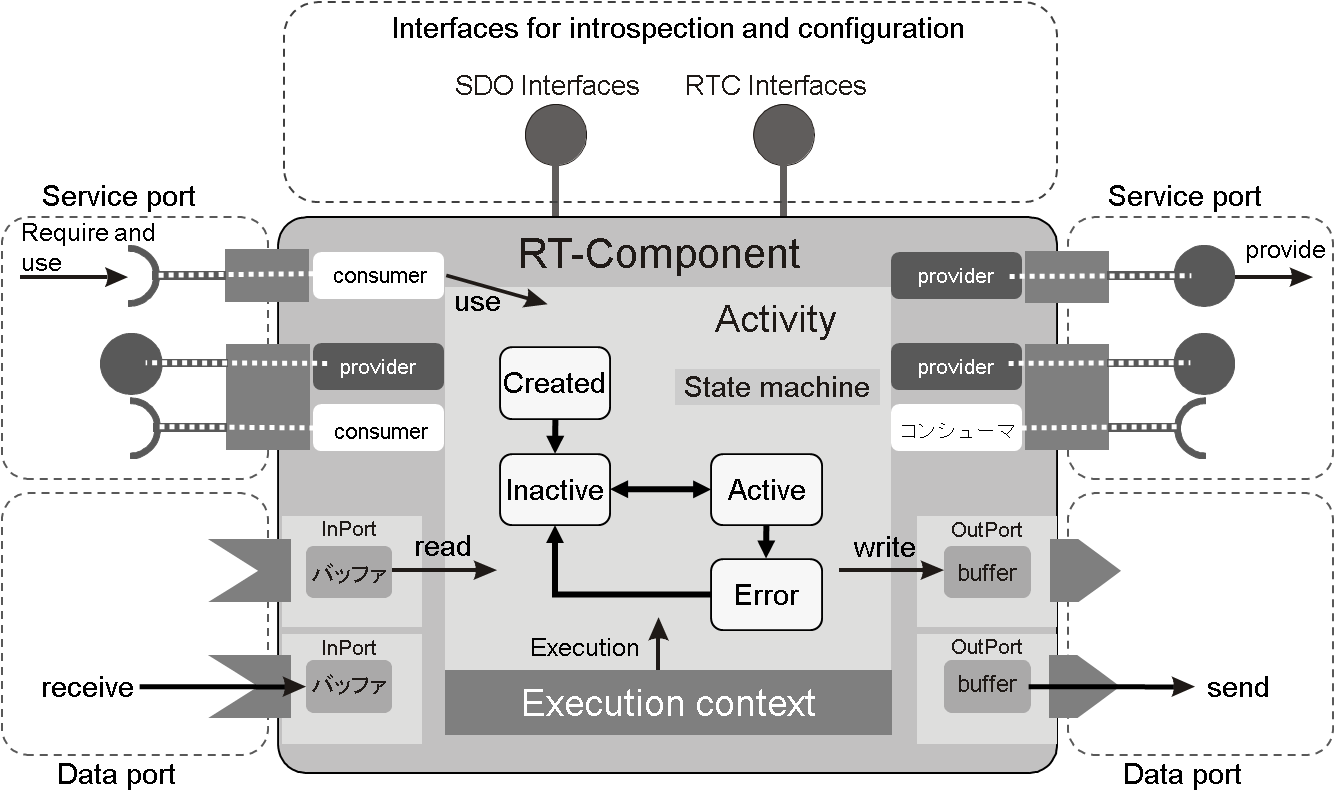 Interfaces for introspection and configuration
SDO Interfaces
RTC Interfaces
Service port
Service port
Require and
use
RT-Component
provide
consumer
provider
use
Activity
provider
provider
Created
State machine
consumer
コンシューマ
Inactive
Active
InPort
OutPort
バッファ
read
write
buffer
Error
InPort
Execution
OutPort
receive
バッファ
buffer
send
Execution context
Data port
Data port